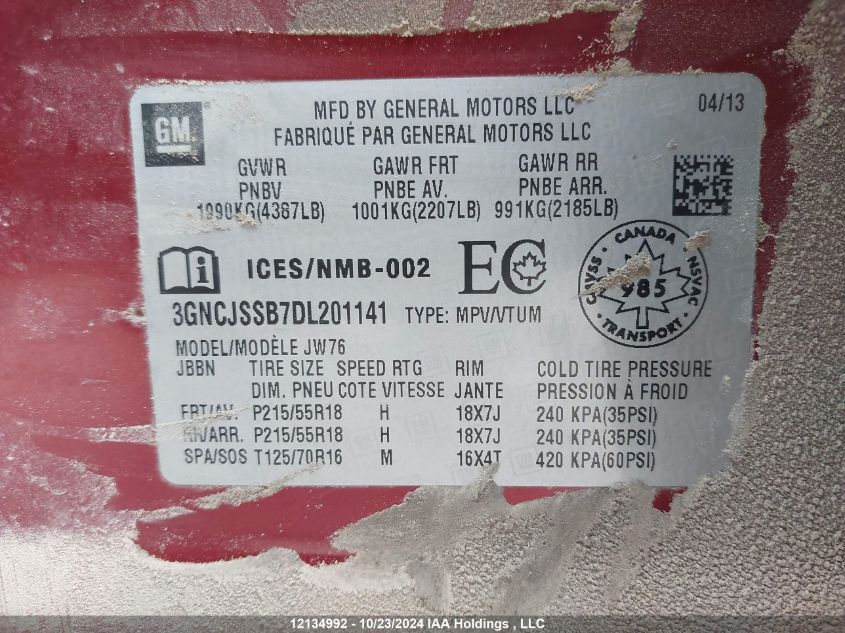 GM
®
MFD BY GENERAL MOTORS LLC
FABRIQUÉ PAR GENERAL MOTORS LLC
04/13
GVWR GAWR FRT GAWR RR
PNBV PNBE AV. PNBE ARR.
1990KG(4387LB) 1001KG(2207LB) 991KG(2185LB)
i ICES/NMB-002 EC
CANADA
CMVSS NSVAC
985
TRANSPORT
3GNCJSSB7DL201141 TYPE: MPV/VTUM
MODEL/MODÈLE JW76
JBBN TIRE SIZE SPEED RTG RIM COLD TIRE PRESSURE
DIM. PNEU COTE VITESSE JANTE PRESSION À FROID
FRT/AV. P215/55R18 H 18X7J 240 KPA(35PSI)
RR/ARR. P215/55R18 H 18X7J 240 KPA(35PSI)
SPA/SOS T125/70R16 M 16X4T 420 KPA(60PSI)
12134992 - 10/23/2024 IAA Holdings , LLC